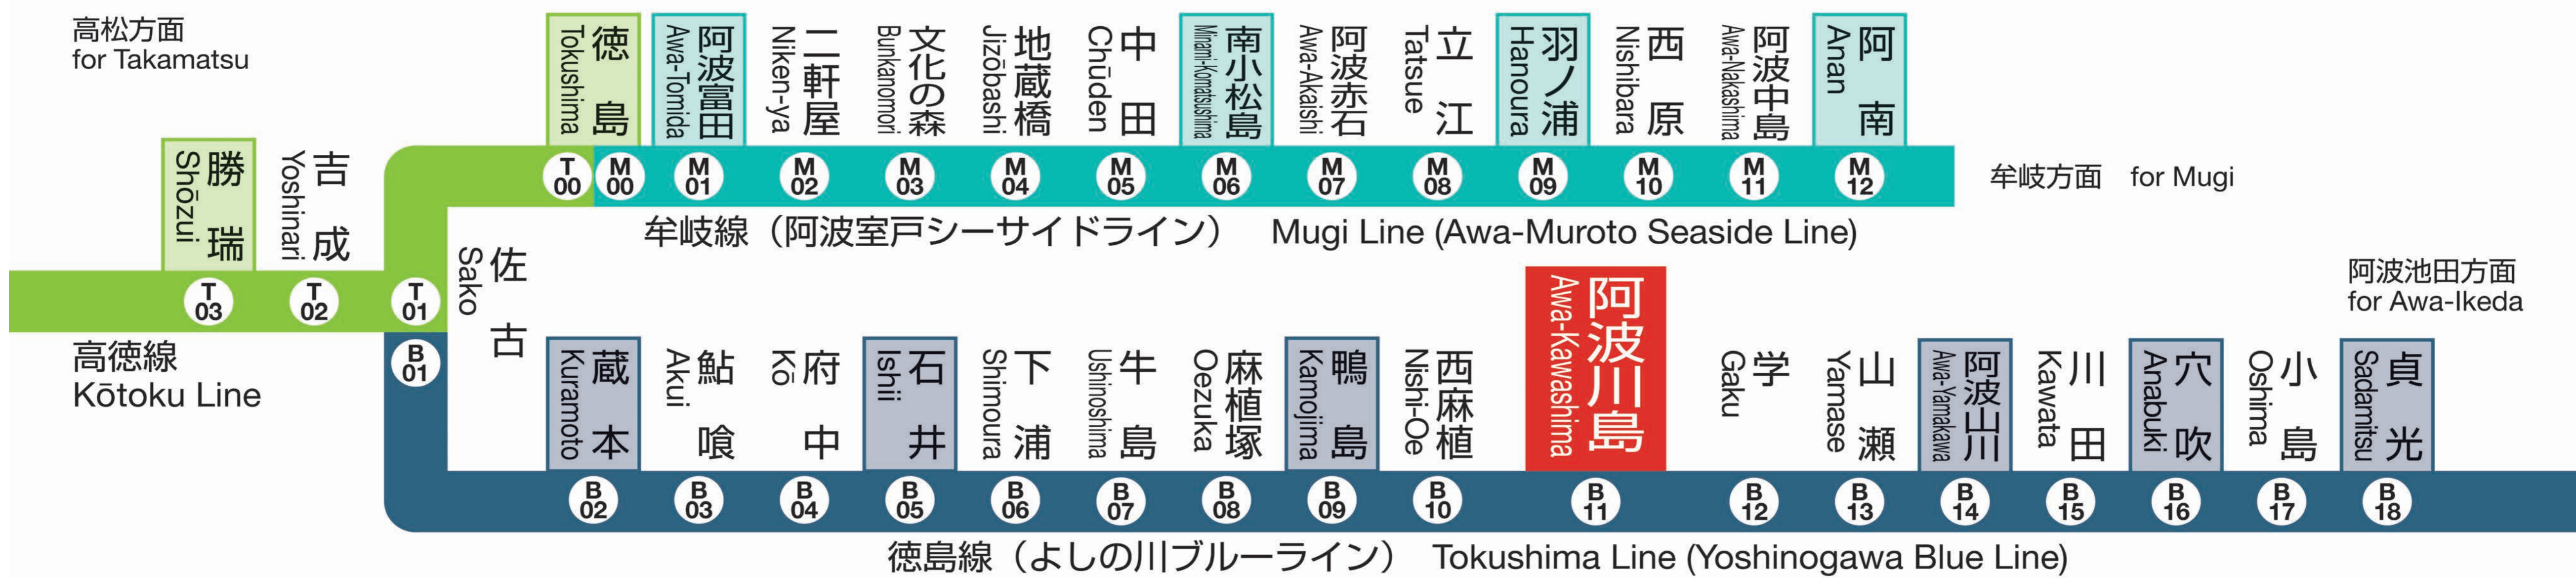 高松方面
for Takamatsu
徳島
Tokushima
阿波富田
Awa-Tomida
二軒屋
Niken-ya
文化の森
Bunkanomori
地蔵橋
Jizōbashi
中田
Chūden
南小松島
Minami-Komatsushima
阿波赤石
Awa-Akaishi
立江
Tatsue
羽ノ浦
Hanoura
西原
Nishibara
阿波中島
Awa-Nakashima
阿南
Anan
T 00
M 00
M 01
M 02
M 03
M 04
M 05
M 06
M 07
M 08
M 09
M 10
M 11
M 12
牟岐方面 for Mugi
牟岐線（阿波室戸シーサイドライン） Mugi Line (Awa-Muroto Seaside Line)
勝瑞
Shōzui
吉成
Yoshinari
佐古
Sako
T 03
T 02
T 01
B 01
高徳線
Kōtoku Line
阿波池田方面
for Awa-Ikeda
蔵本
Kuramoto
鮎喰
Akui
府中
Kō
石井
Ishii
下浦
Shimoura
牛島
Ushinoshima
麻植塚
Oezuka
鴨島
Kamojima
西麻植
Nishi-Oe
阿波川島
Awa-Kawashima
学
Gaku
山瀬
Yamase
阿波山川
Awa-Yamakawa
川田
Kawata
穴吹
Anabuki
小島
Oshima
貞光
Sadamitsu
B 02
B 03
B 04
B 05
B 06
B 07
B 08
B 09
B 10
B 11
B 12
B 13
B 14
B 15
B 16
B 17
B 18
徳島線（よしの川ブルーライン） Tokushima Line (Yoshinogawa Blue Line)